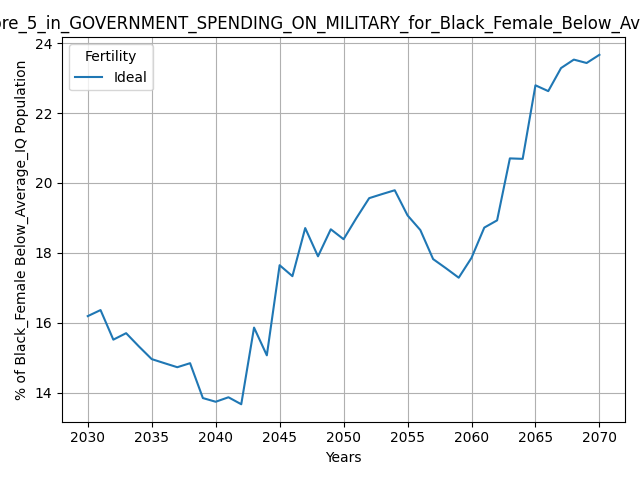 re_5_in_GOVERNMENT_SPENDING_ON_MILITARY_for_Black_Female_Below_Av
Fertility
Ideal
% of Black_Female Below_Average_IQ Population
24
22
20
18
16
14
2030 2035 2040 2045 2050 2055 2060 2065 2070
Years